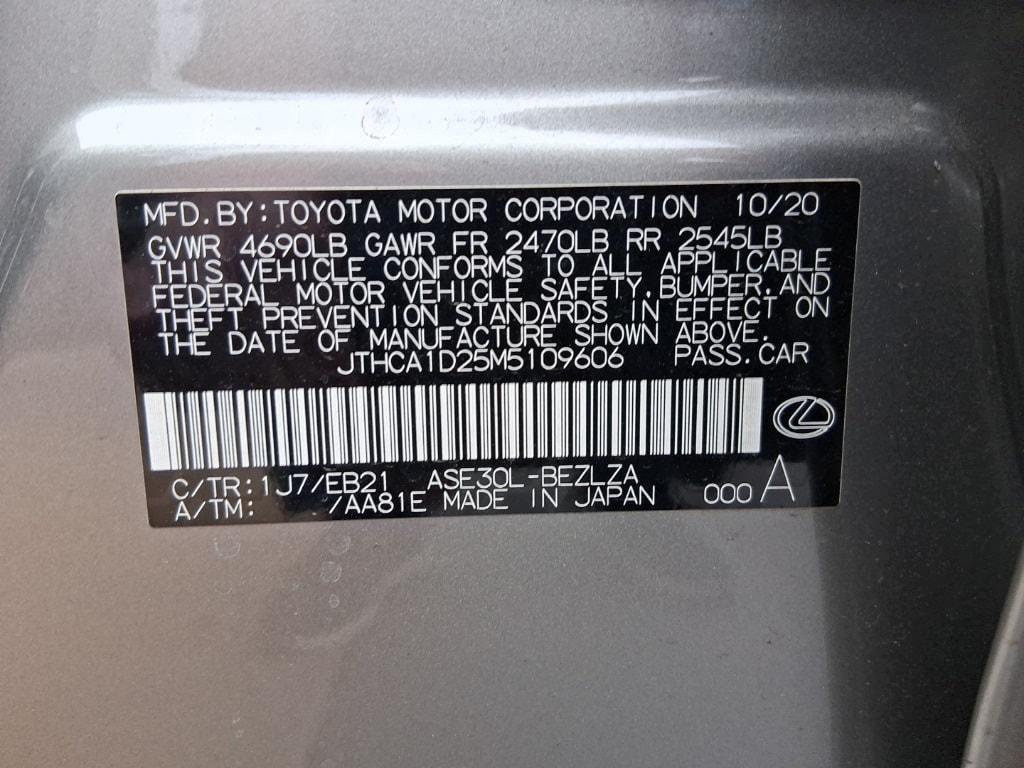 MFD.BY:TOYOTA MOTOR CORPORATION 10/20
GVWR 4690LB GAWR FR 2470LB RR 2545LB
THIS VEHICLE CONFORMS TO ALL APPLICABLE
FEDERAL MOTOR VEHICLE SAFETY,BUMPER,AND
THEFT PREVENTION STANDARDS IN EFFECT ON
THE DATE OF MANUFACTURE SHOWN ABOVE.
JTHCA1D25M5109606 PASS.CAR
C/TR:1J7/EB21 ASE30L-BEZLZA
A/TM: /AA81E MADE IN JAPAN 000 A